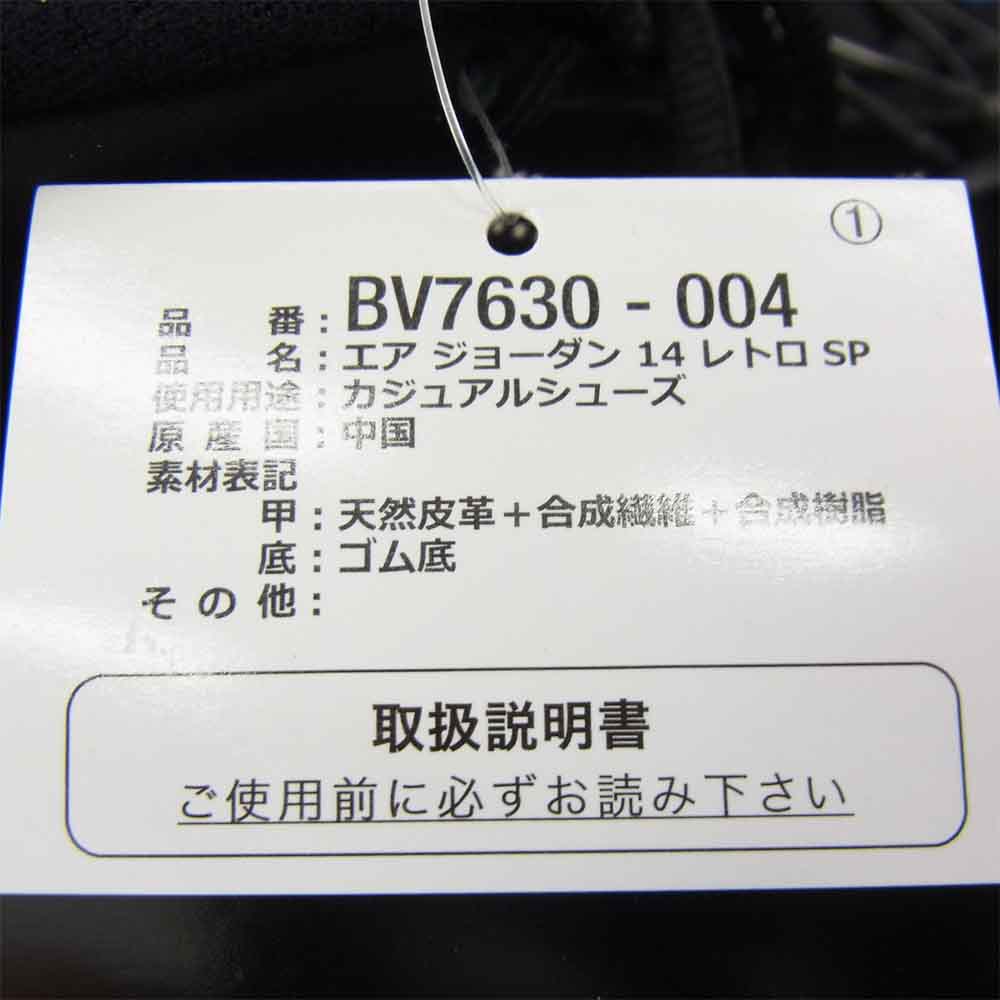 ①
品番：BV7630 - 004
品名：エア ジョーダン 14 レトロ SP
使用用途：カジュアルシューズ
原産国：中国
素材表記
甲：天然皮革＋合成繊維＋合成樹脂
底：ゴム底
その他：
取扱説明書
ご使用前に必ずお読み下さい